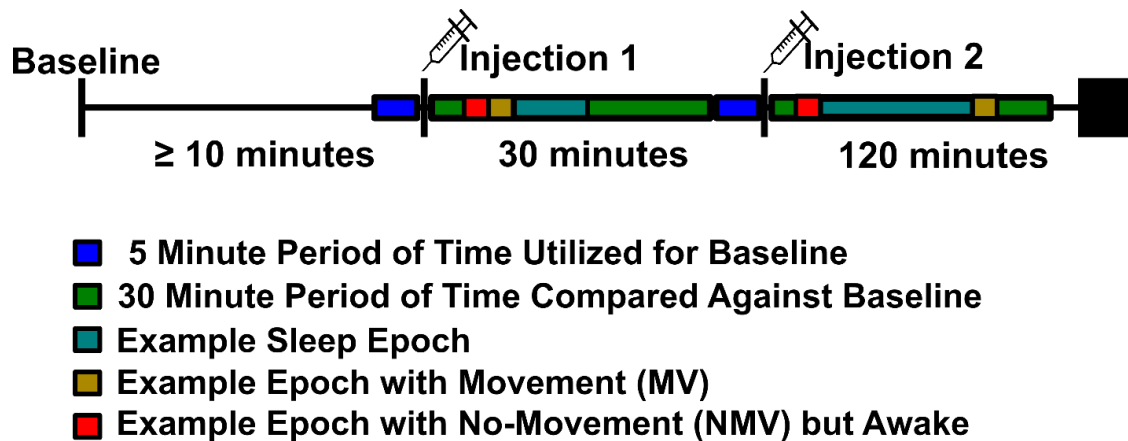 Baseline
Injection 1
Injection 2
≥ 10 minutes
30 minutes
120 minutes
5 Minute Period of Time Utilized for Baseline
30 Minute Period of Time Compared Against Baseline
Example Sleep Epoch
Example Epoch with Movement (MV)
Example Epoch with No-Movement (NMV) but Awake